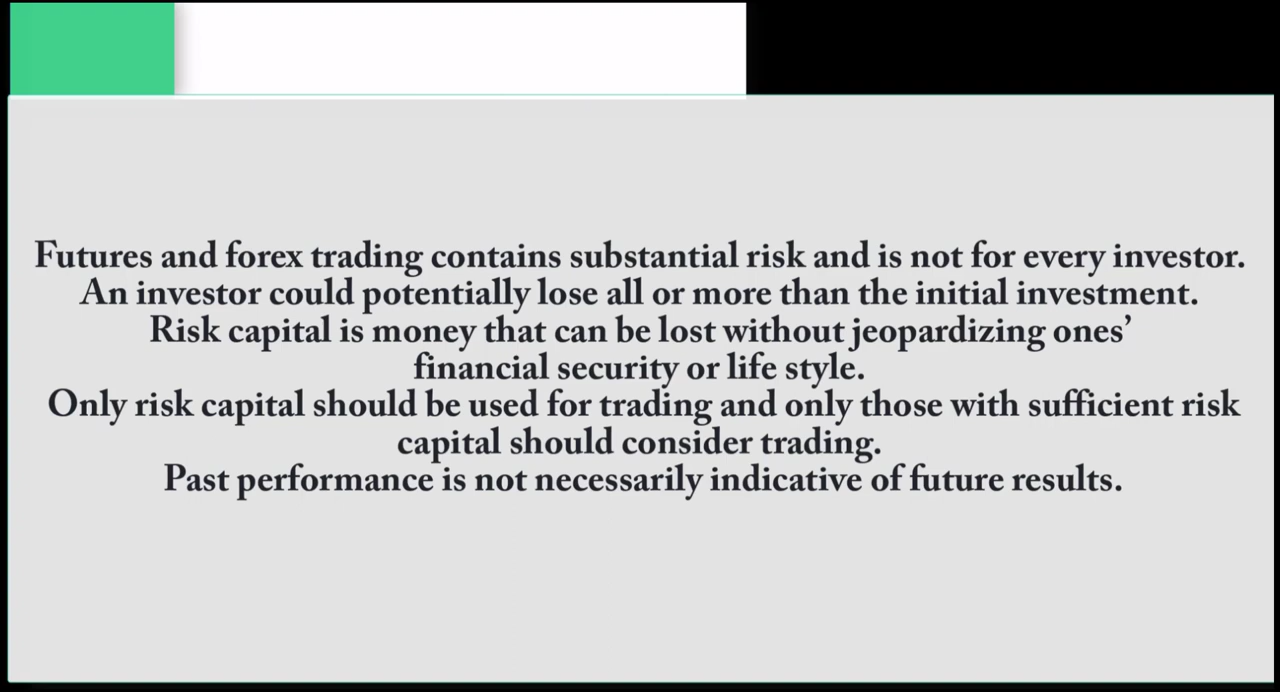 Futures and forex trading contains substantial risk and is not for every investor.
An investor could potentially lose all or more than the initial investment.
Risk capital is money that can be lost without jeopardizing ones’
financial security or life style.
Only risk capital should be used for trading and only those with sufficient risk
capital should consider trading.
Past performance is not necessarily indicative of future results.